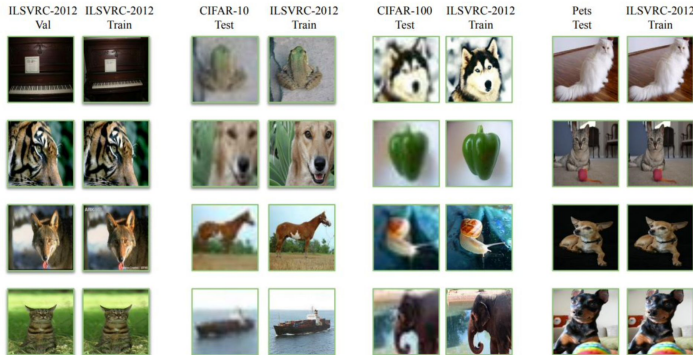 ILSVRC-2012 Val
ILSVRC-2012 Train
CIFAR-10 Test
ILSVRC-2012 Train
CIFAR-100 Test
ILSVRC-2012 Train
Pets Test
ILSVRC-2012 Train